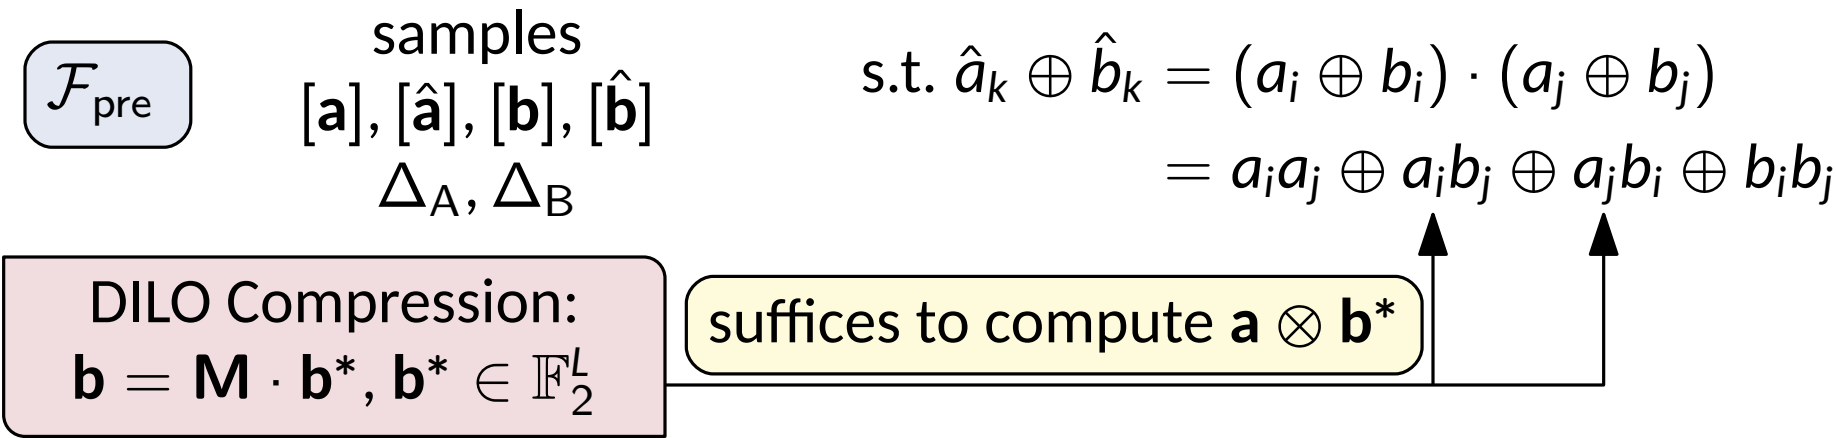 𝓕pre
samples
[a], [â], [b], [b̂]
Δ_A, Δ_B
s.t. â_k ⊕ b̂_k = (a_i ⊕ b_i) · (a_j ⊕ b_j)
= a_i a_j ⊕ a_i b_j ⊕ a_j b_i ⊕ b_i b_j
DILO Compression:
b = M · b*, b* ∈ 𝔽₂ᴸ
suffices to compute a ⊗ b*